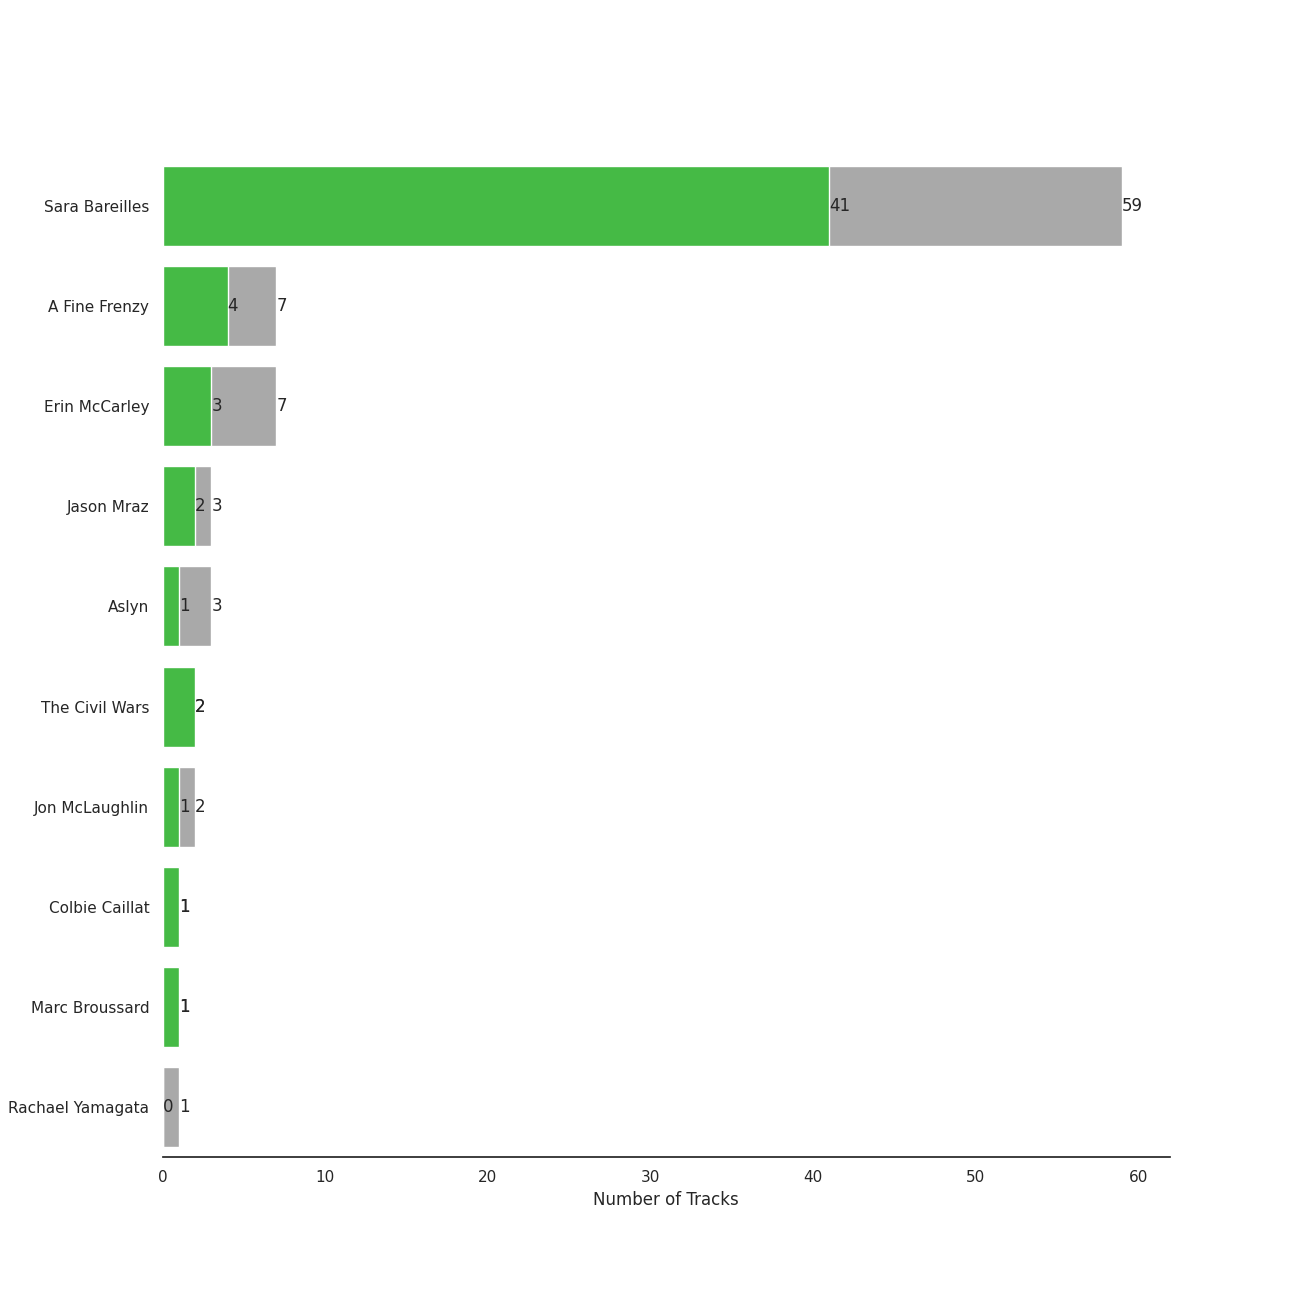 Sara Bareilles 41 59
A Fine Frenzy 4 7
Erin McCarley 3 7
Jason Mraz 2 3
Aslyn 1 3
The Civil Wars 2
Jon McLaughlin 1 2
Colbie Caillat 1
Marc Broussard 1
Rachael Yamagata 0 1
0 10 20 30 40 50 60
Number of Tracks